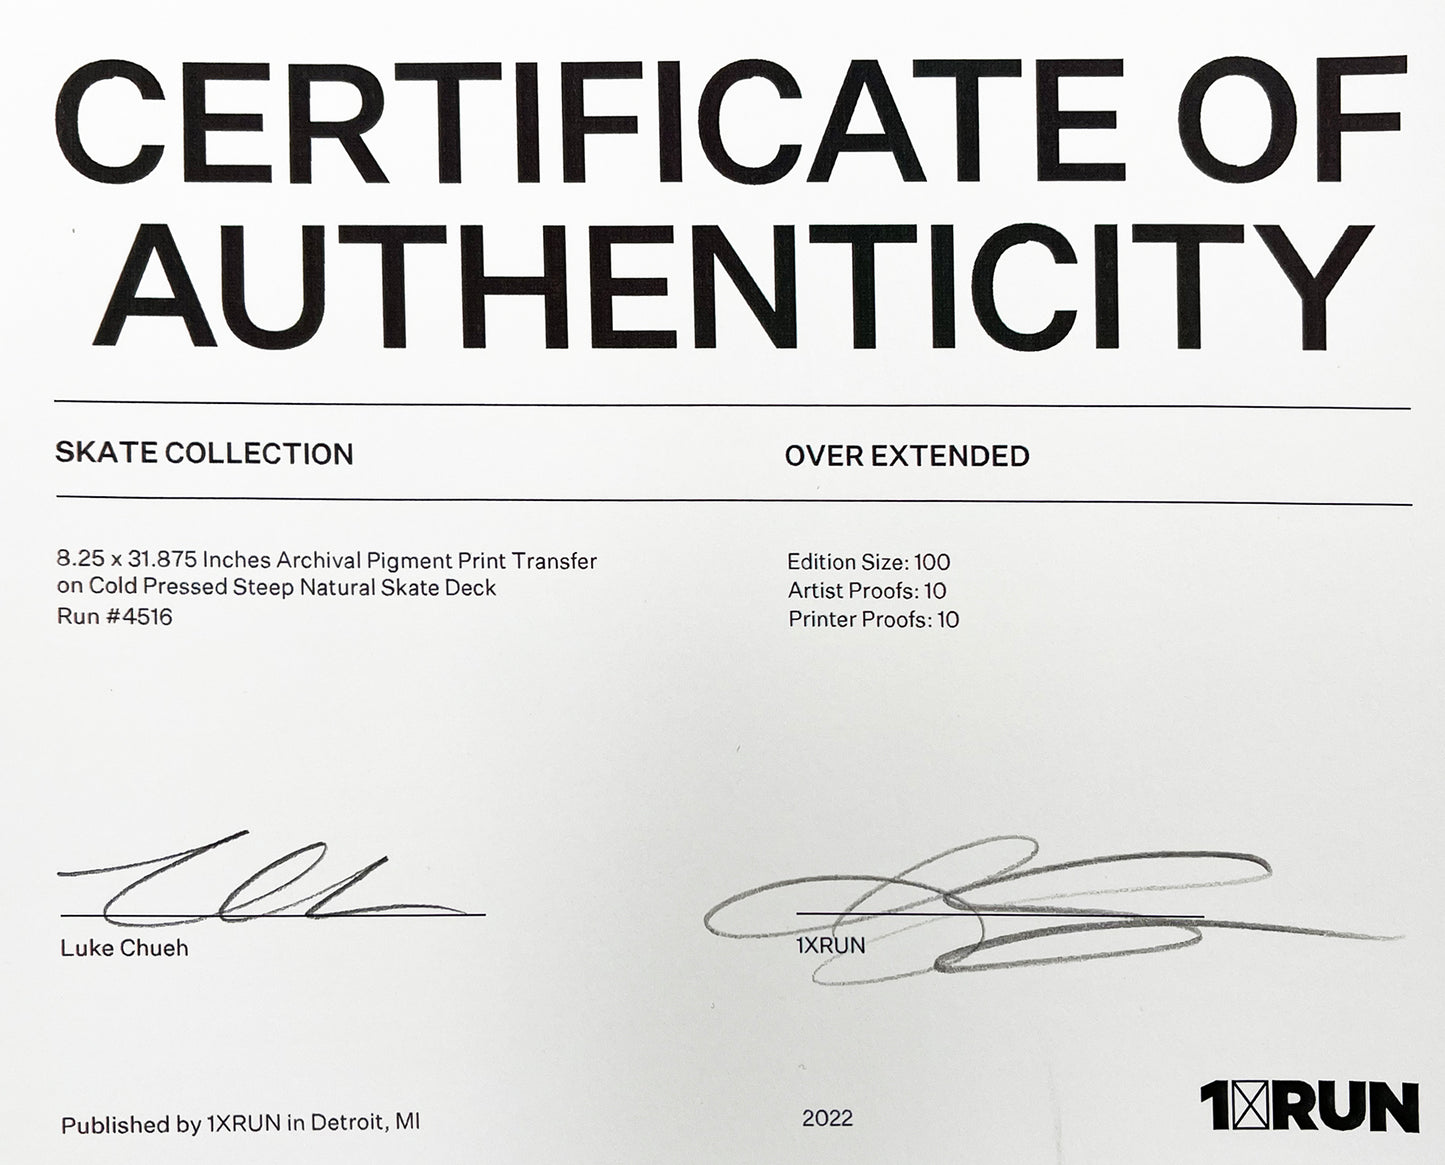 CERTIFICATE OF
AUTHENTICITY
SKATE COLLECTION
OVER EXTENDED
8.25 x 31.875 Inches Archival Pigment Print Transfer
on Cold Pressed Steep Natural Skate Deck
Run #4516
Edition Size: 100
Artist Proofs: 10
Printer Proofs: 10
Luke Chueh
1XRUN
Published by 1XRUN in Detroit, MI
2022
1XRUN